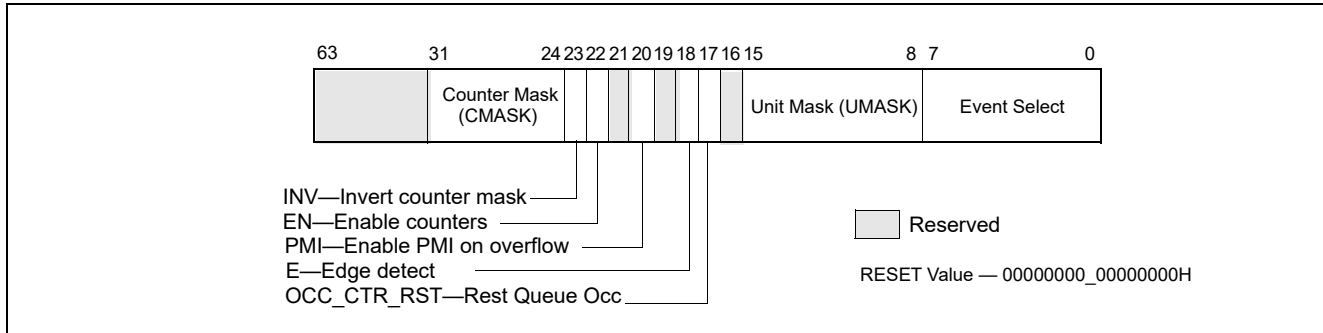 63 31 24 23 22 21 20 19 18 17 16 15 8 7 0
Counter Mask
(CMASK)
Unit Mask (UMASK)
Event Select
INV—Invert counter mask
EN—Enable counters
PMI—Enable PMI on overflow
E—Edge detect
OCC_CTR_RST—Rest Queue Occ
Reserved
RESET Value — 00000000_00000000H